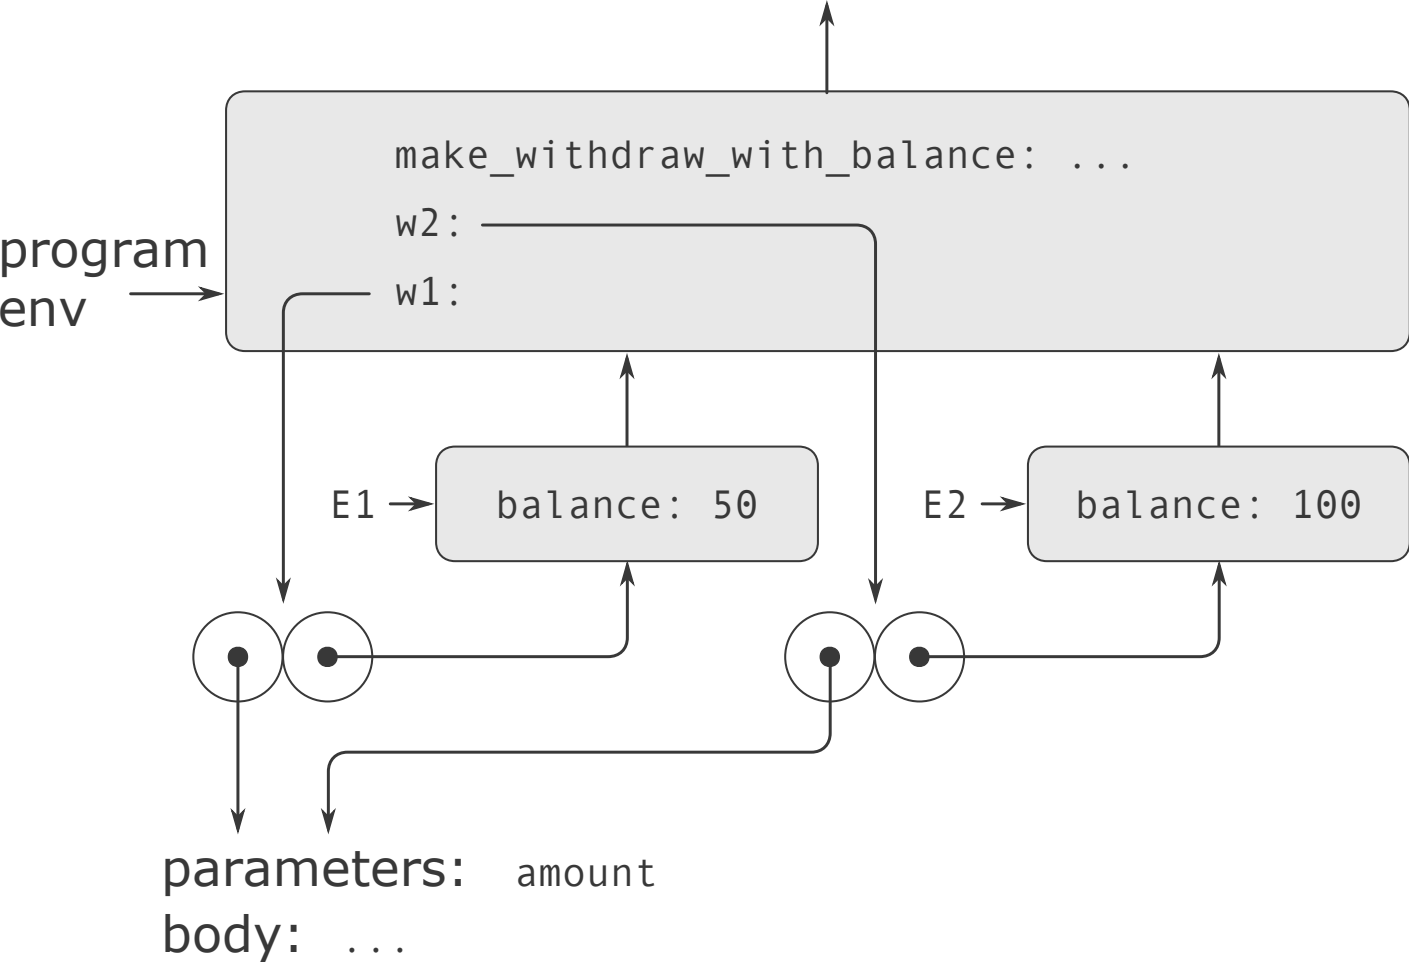 make_withdraw_with_balance: ...
w2:
program
env
w1:
E1
balance: 50
E2
balance: 100
parameters: amount
body: ...